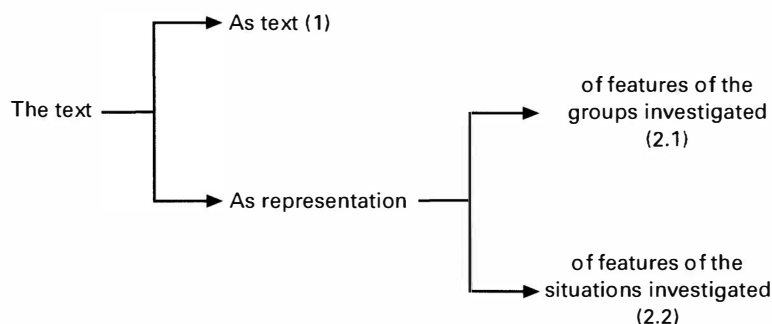 As text (1)
The text
of features of the
groups investigated
(2.1)
As representation
of features of the
situations investigated
(2.2)